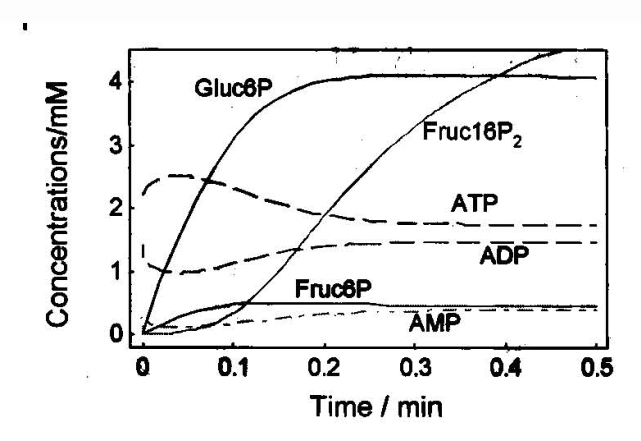 Concentrations/mM
4
3
2
1
0
Gluc6P
Fruc16P₂
ATP
ADP
Fruc6P
AMP
0 0.1 0.2 0.3 0.4 0.5
Time / min